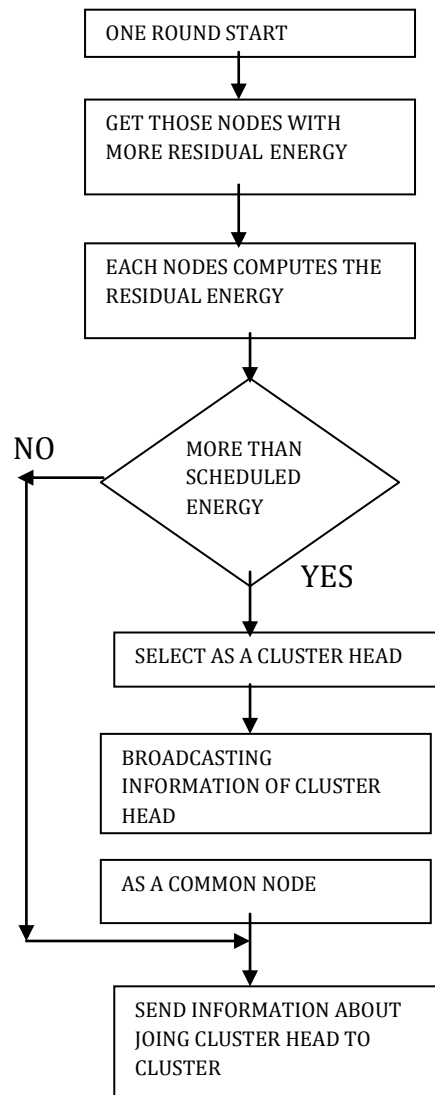 ONE ROUND START
GET THOSE NODES WITH
MORE RESIDUAL ENERGY
EACH NODES COMPUTES THE
RESIDUAL ENERGY
MORE THAN
SCHEDULED
ENERGY
NO
YES
SELECT AS A CLUSTER HEAD
BROADCASTING
INFORMATION OF CLUSTER
HEAD
AS A COMMON NODE
SEND INFORMATION ABOUT
JOING CLUSTER HEAD TO
CLUSTER